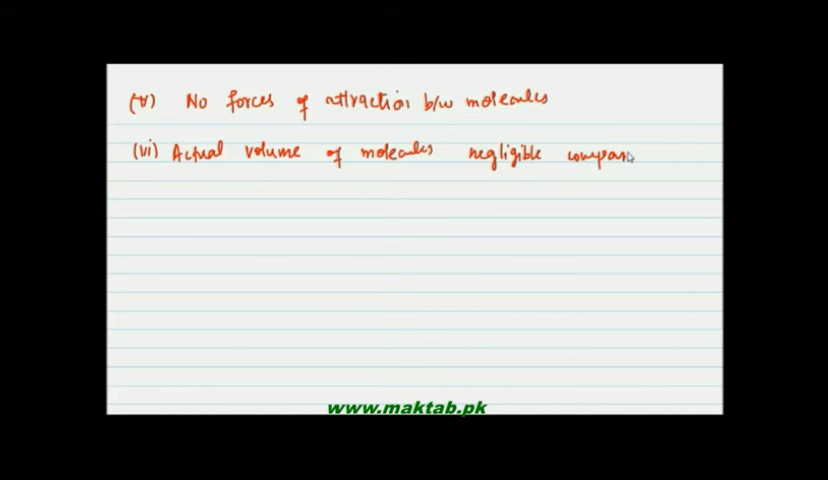 (v) No forces of attraction b/w molecules
(vi) Actual volume of molecules negligible compar
www.maktab.pk